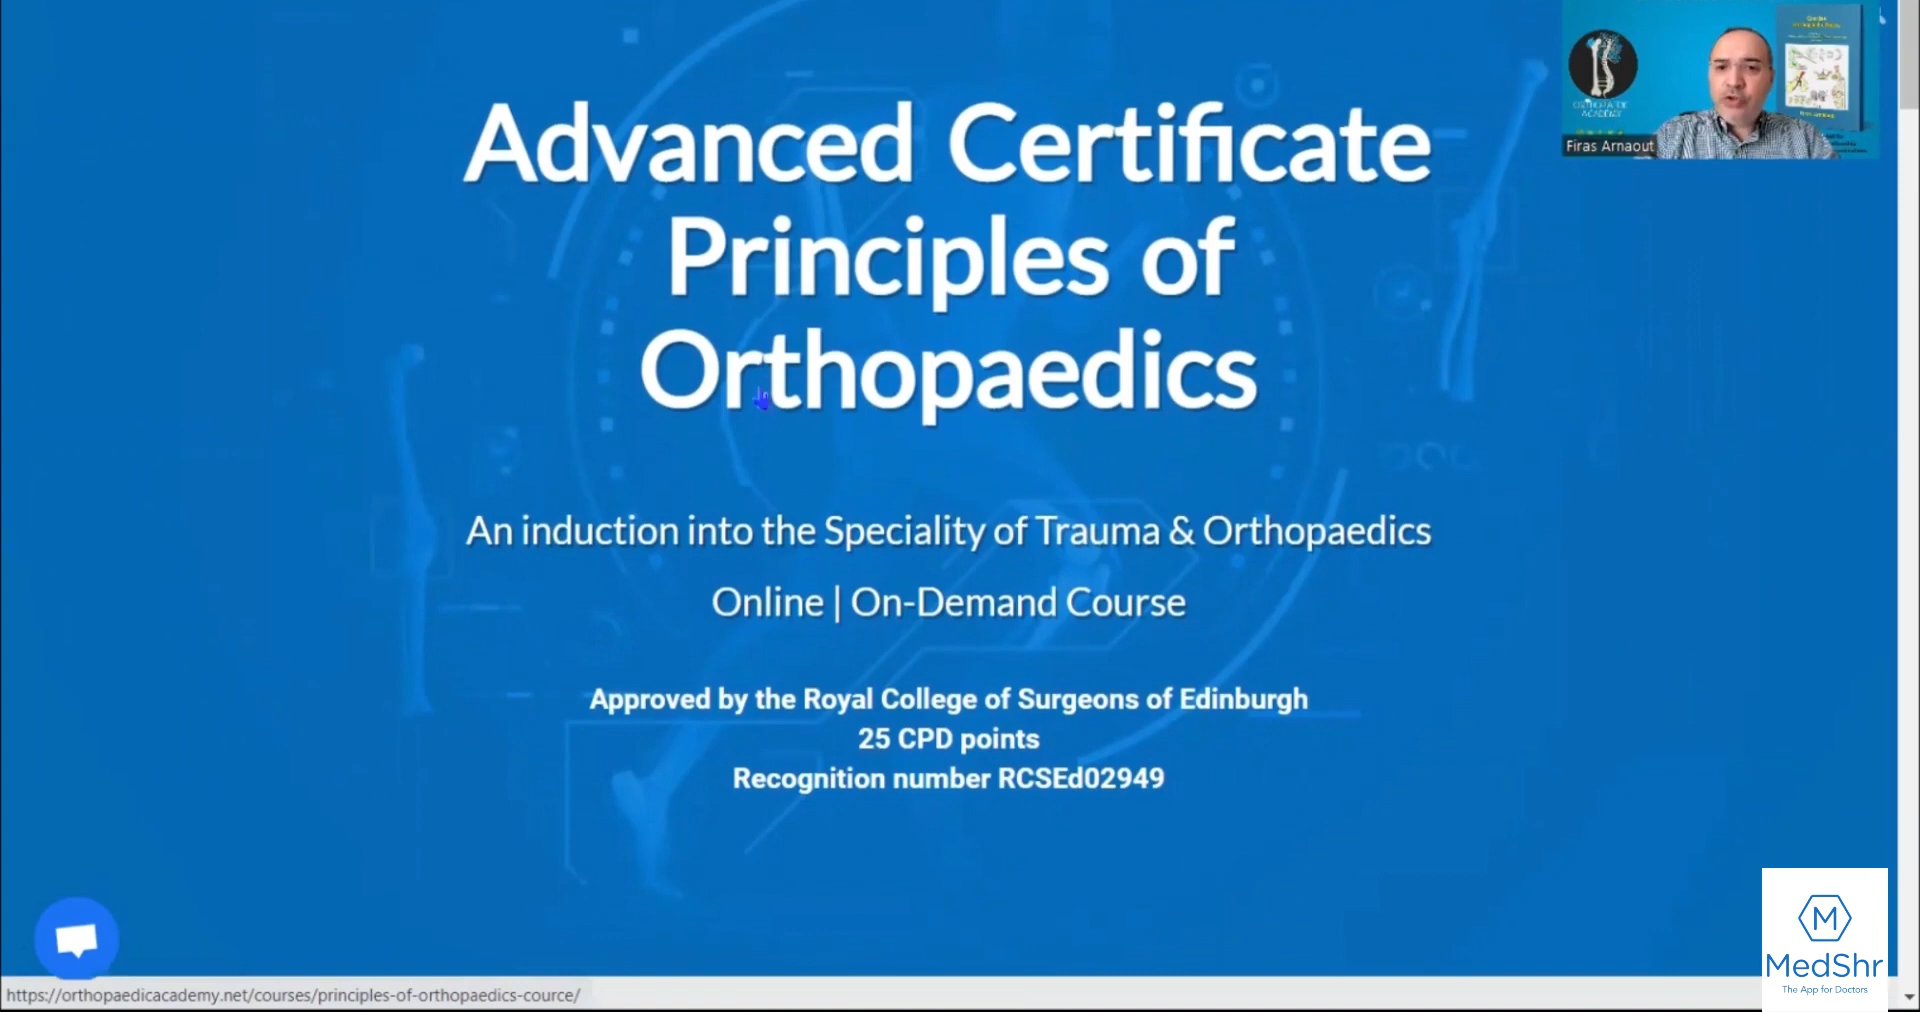 Advanced Certificate
Principles of
Orthopaedics
An induction into the Speciality of Trauma & Orthopaedics
Online | On-Demand Course
Approved by the Royal College of Surgeons of Edinburgh
25 CPD points
Recognition number RCSEd02949
ORTHOPAEDIC
ACADEMY
Firas Arnaout
https://orthopaedicacademy.net/courses/principles-of-orthopaedics-cource/
M
MedShr
The App for Doctors